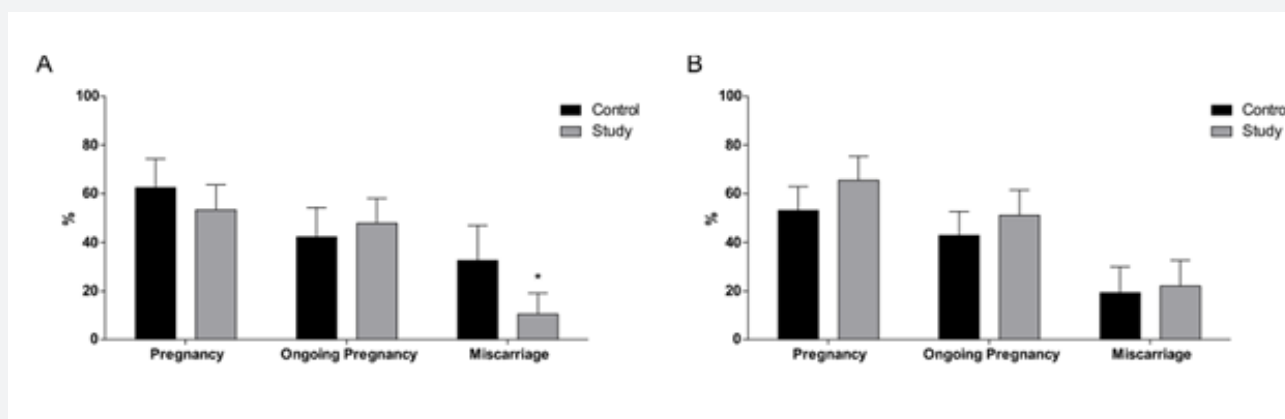 A
100
80
60
40
20
0
%
Control
Study
*
Pregnancy
Ongoing Pregnancy
Miscarriage
B
100
80
60
40
20
0
%
Contro
Study
Pregnancy
Ongoing Pregnancy
Miscarriage